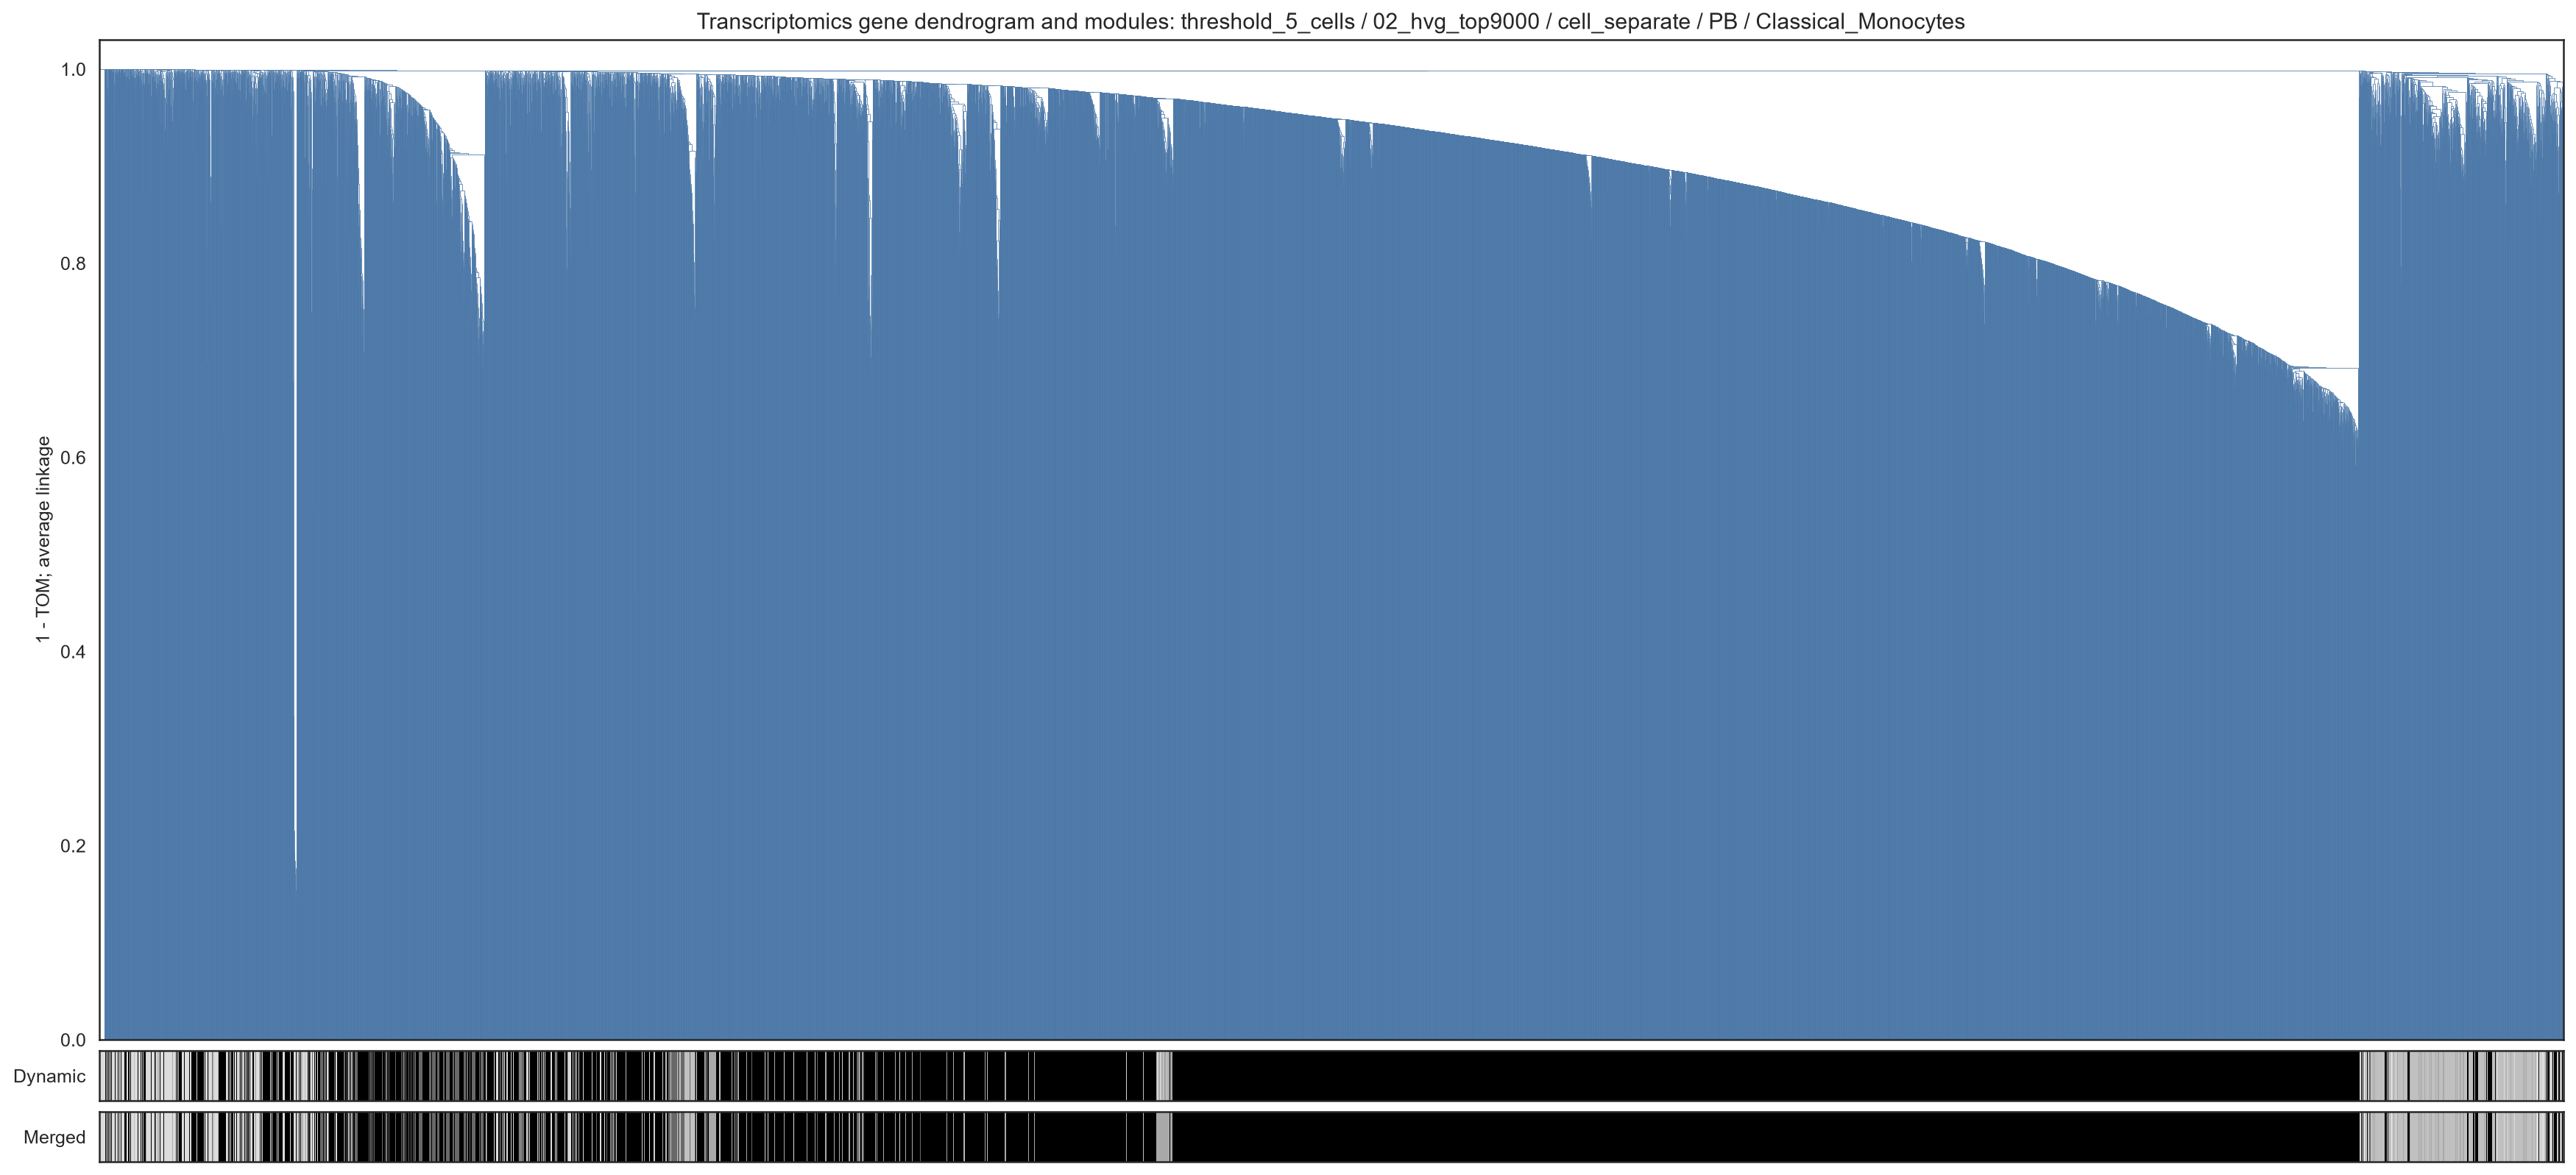 Transcriptomics gene dendrogram and modules: threshold_5_cells / 02_hvg_top9000 / cell_separate / PB / Classical_Monocytes
1.0
0.8
0.6
0.4
0.2
0.0
1 - TOM; average linkage
Dynamic
Merged